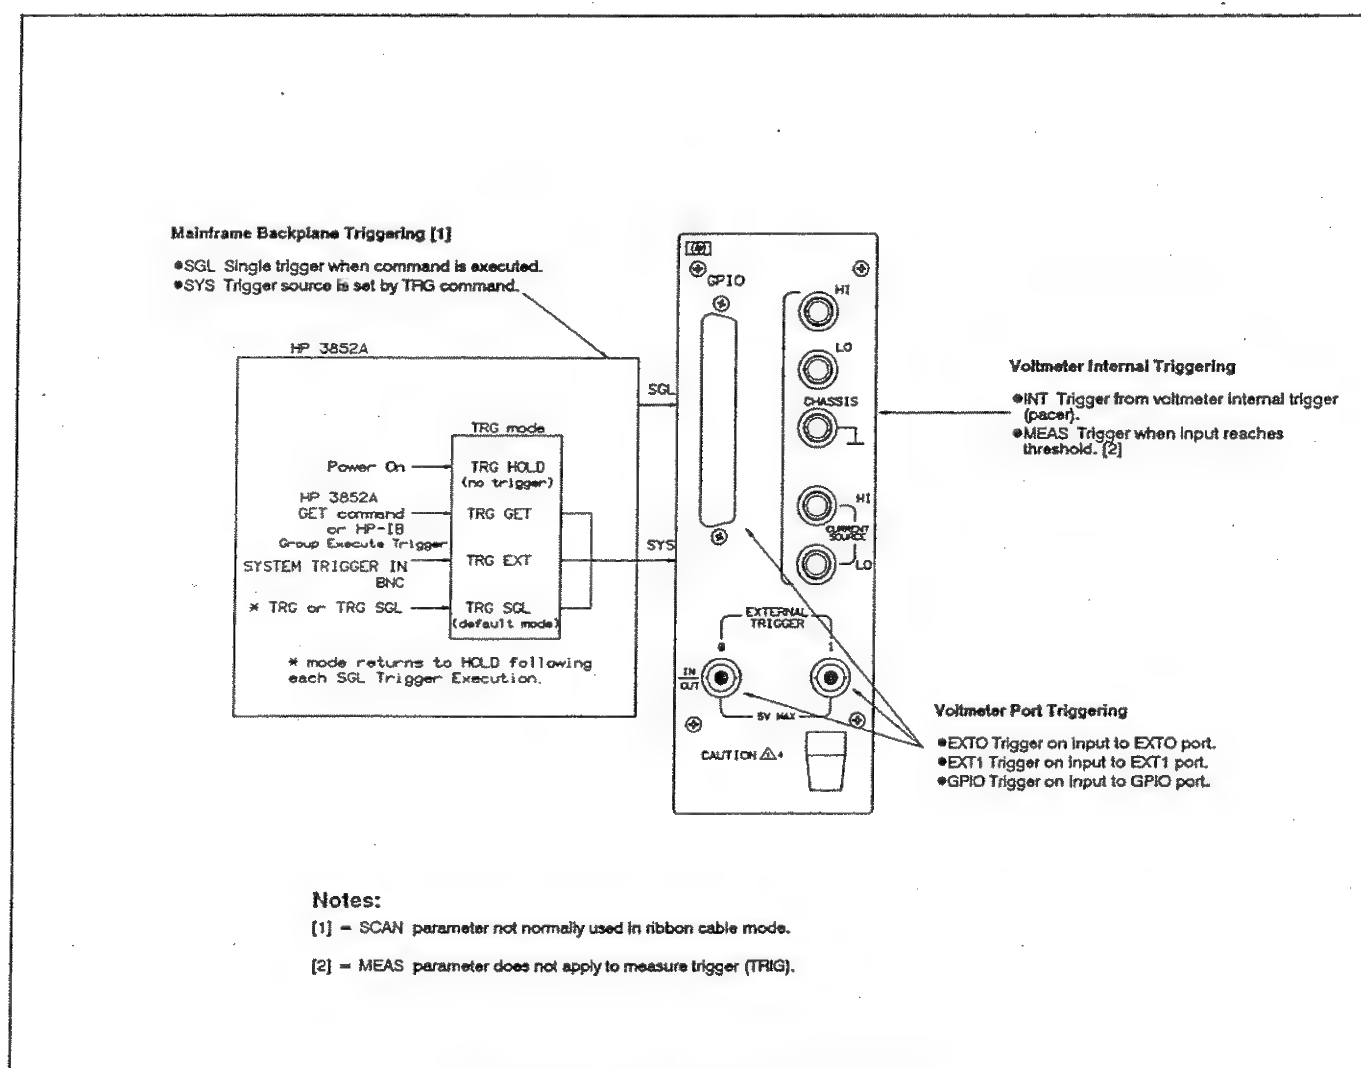 Mainframe Backplane Triggering [1]
●SGL Single trigger when command is executed.
●SYS Trigger source is set by TRG command.
HP 3852A
TRG mode
Power On
TRG HOLD
(no trigger)
HP 3852A
GET command
or HP-IB
Group Execute Trigger
TRG GET
SYSTEM TRIGGER IN
BNC
TRG EXT
* TRG or TRG SGL
TRG SGL
(default mode)
* mode returns to HOLD following
each SGL Trigger Execution.
SGL
SYS
hp
GPIO
HI
LO
CHASSIS
HI
CURRENT
SOURCE
LO
EXTERNAL
TRIGGER
0
1
IN
OUT
5V MAX
CAUTION
4
Voltmeter Internal Triggering
●INT Trigger from voltmeter internal trigger
(pacer).
●MEAS Trigger when input reaches
threshold. [2]
Voltmeter Port Triggering
●EXTO Trigger on input to EXTO port.
●EXT1 Trigger on input to EXT1 port.
●GPIO Trigger on input to GPIO port.
Notes:
[1] = SCAN parameter not normally used in ribbon cable mode.
[2] = MEAS parameter does not apply to measure trigger (TRIG).